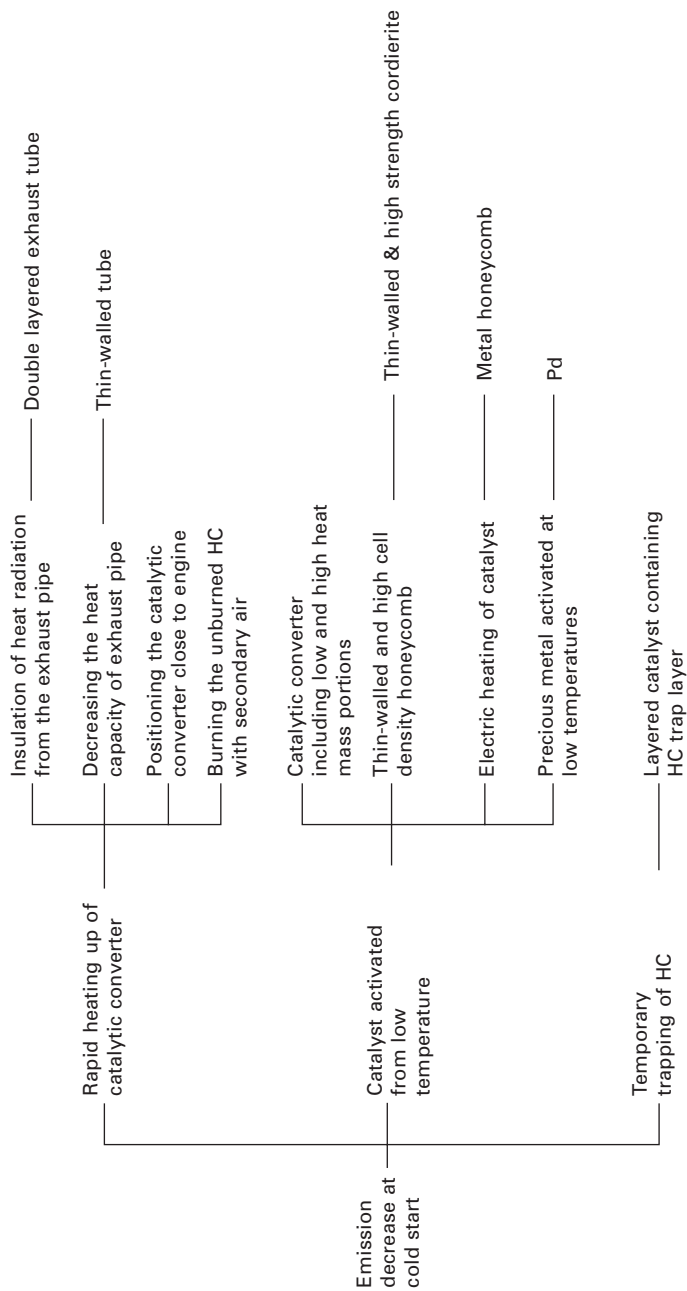 Emission
decrease at
cold start
Rapid heating up of
catalytic converter
Insulation of heat radiation
from the exhaust pipe
Double layered exhaust tube
Decreasing the heat
capacity of exhaust pipe
Thin-walled tube
Positioning the catalytic
converter close to engine
Burning the unburned HC
with secondary air
Catalyst activated
from low
temperature
Catalytic converter
including low and high heat
mass portions
Thin-walled and high cell
density honeycomb
Thin-walled & high strength cordierite
Electric heating of catalyst
Metal honeycomb
Precious metal activated at
low temperatures
Pd
Temporary
trapping of HC
Layered catalyst containing
HC trap layer